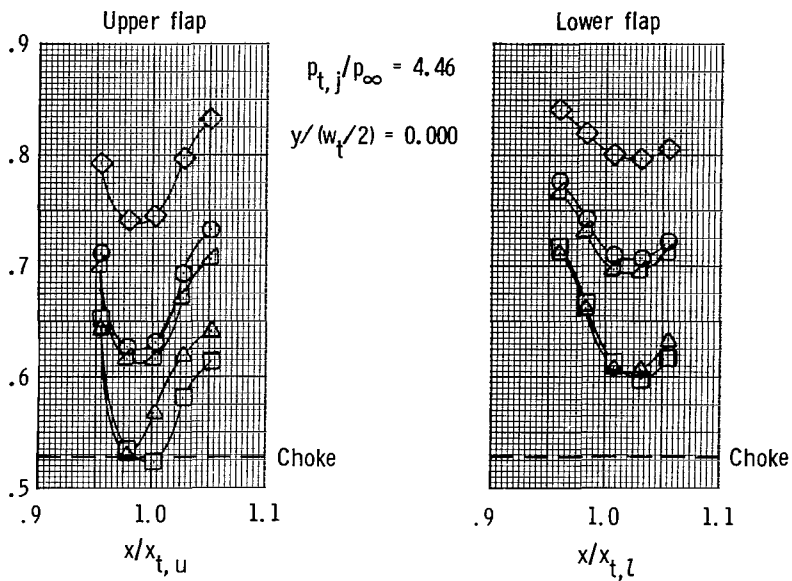 Upper flap
Lower flap
p_{t,j}/p_∞ = 4.46
y/(w_t/2) = 0.000
.9
.8
.7
.6
.5
Choke
Choke
.9 1.0 1.1
.9 1.0 1.1
x/x_{t,u}
x/x_{t,l}